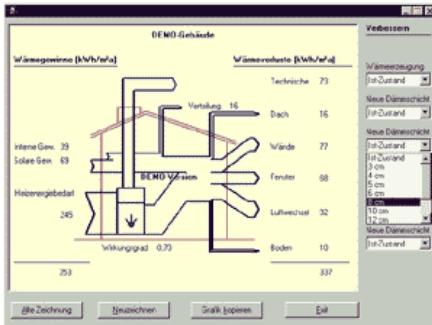 DEMO-Gebäude
Wärmegewinne (kWh/m²a)
Wärmeverluste (kWh/m²a)
Technische 73
Verteilung 16
Dach 16
Interne Gew. 39
Solare Gew. 69
Wände 77
DEMO Version
Fenster 68
Heizenergiebedarf
245
Luftwechsel 32
Wirkungsgrad 0,73
Boden 10
353
337
Alte Zeichnung
Neuzeichnen
Grafik kopieren
Exit
Verbessern
Wärmeerzeugung
Ist-Zustand
Neue Dämmschicht
Ist-Zustand
Neue Dämmschicht
Ist-Zustand
Ist-Zustand
3 cm
4 cm
5 cm
6 cm
8 cm
10 cm
12 cm
Neue Dämmschicht
Ist-Zustand